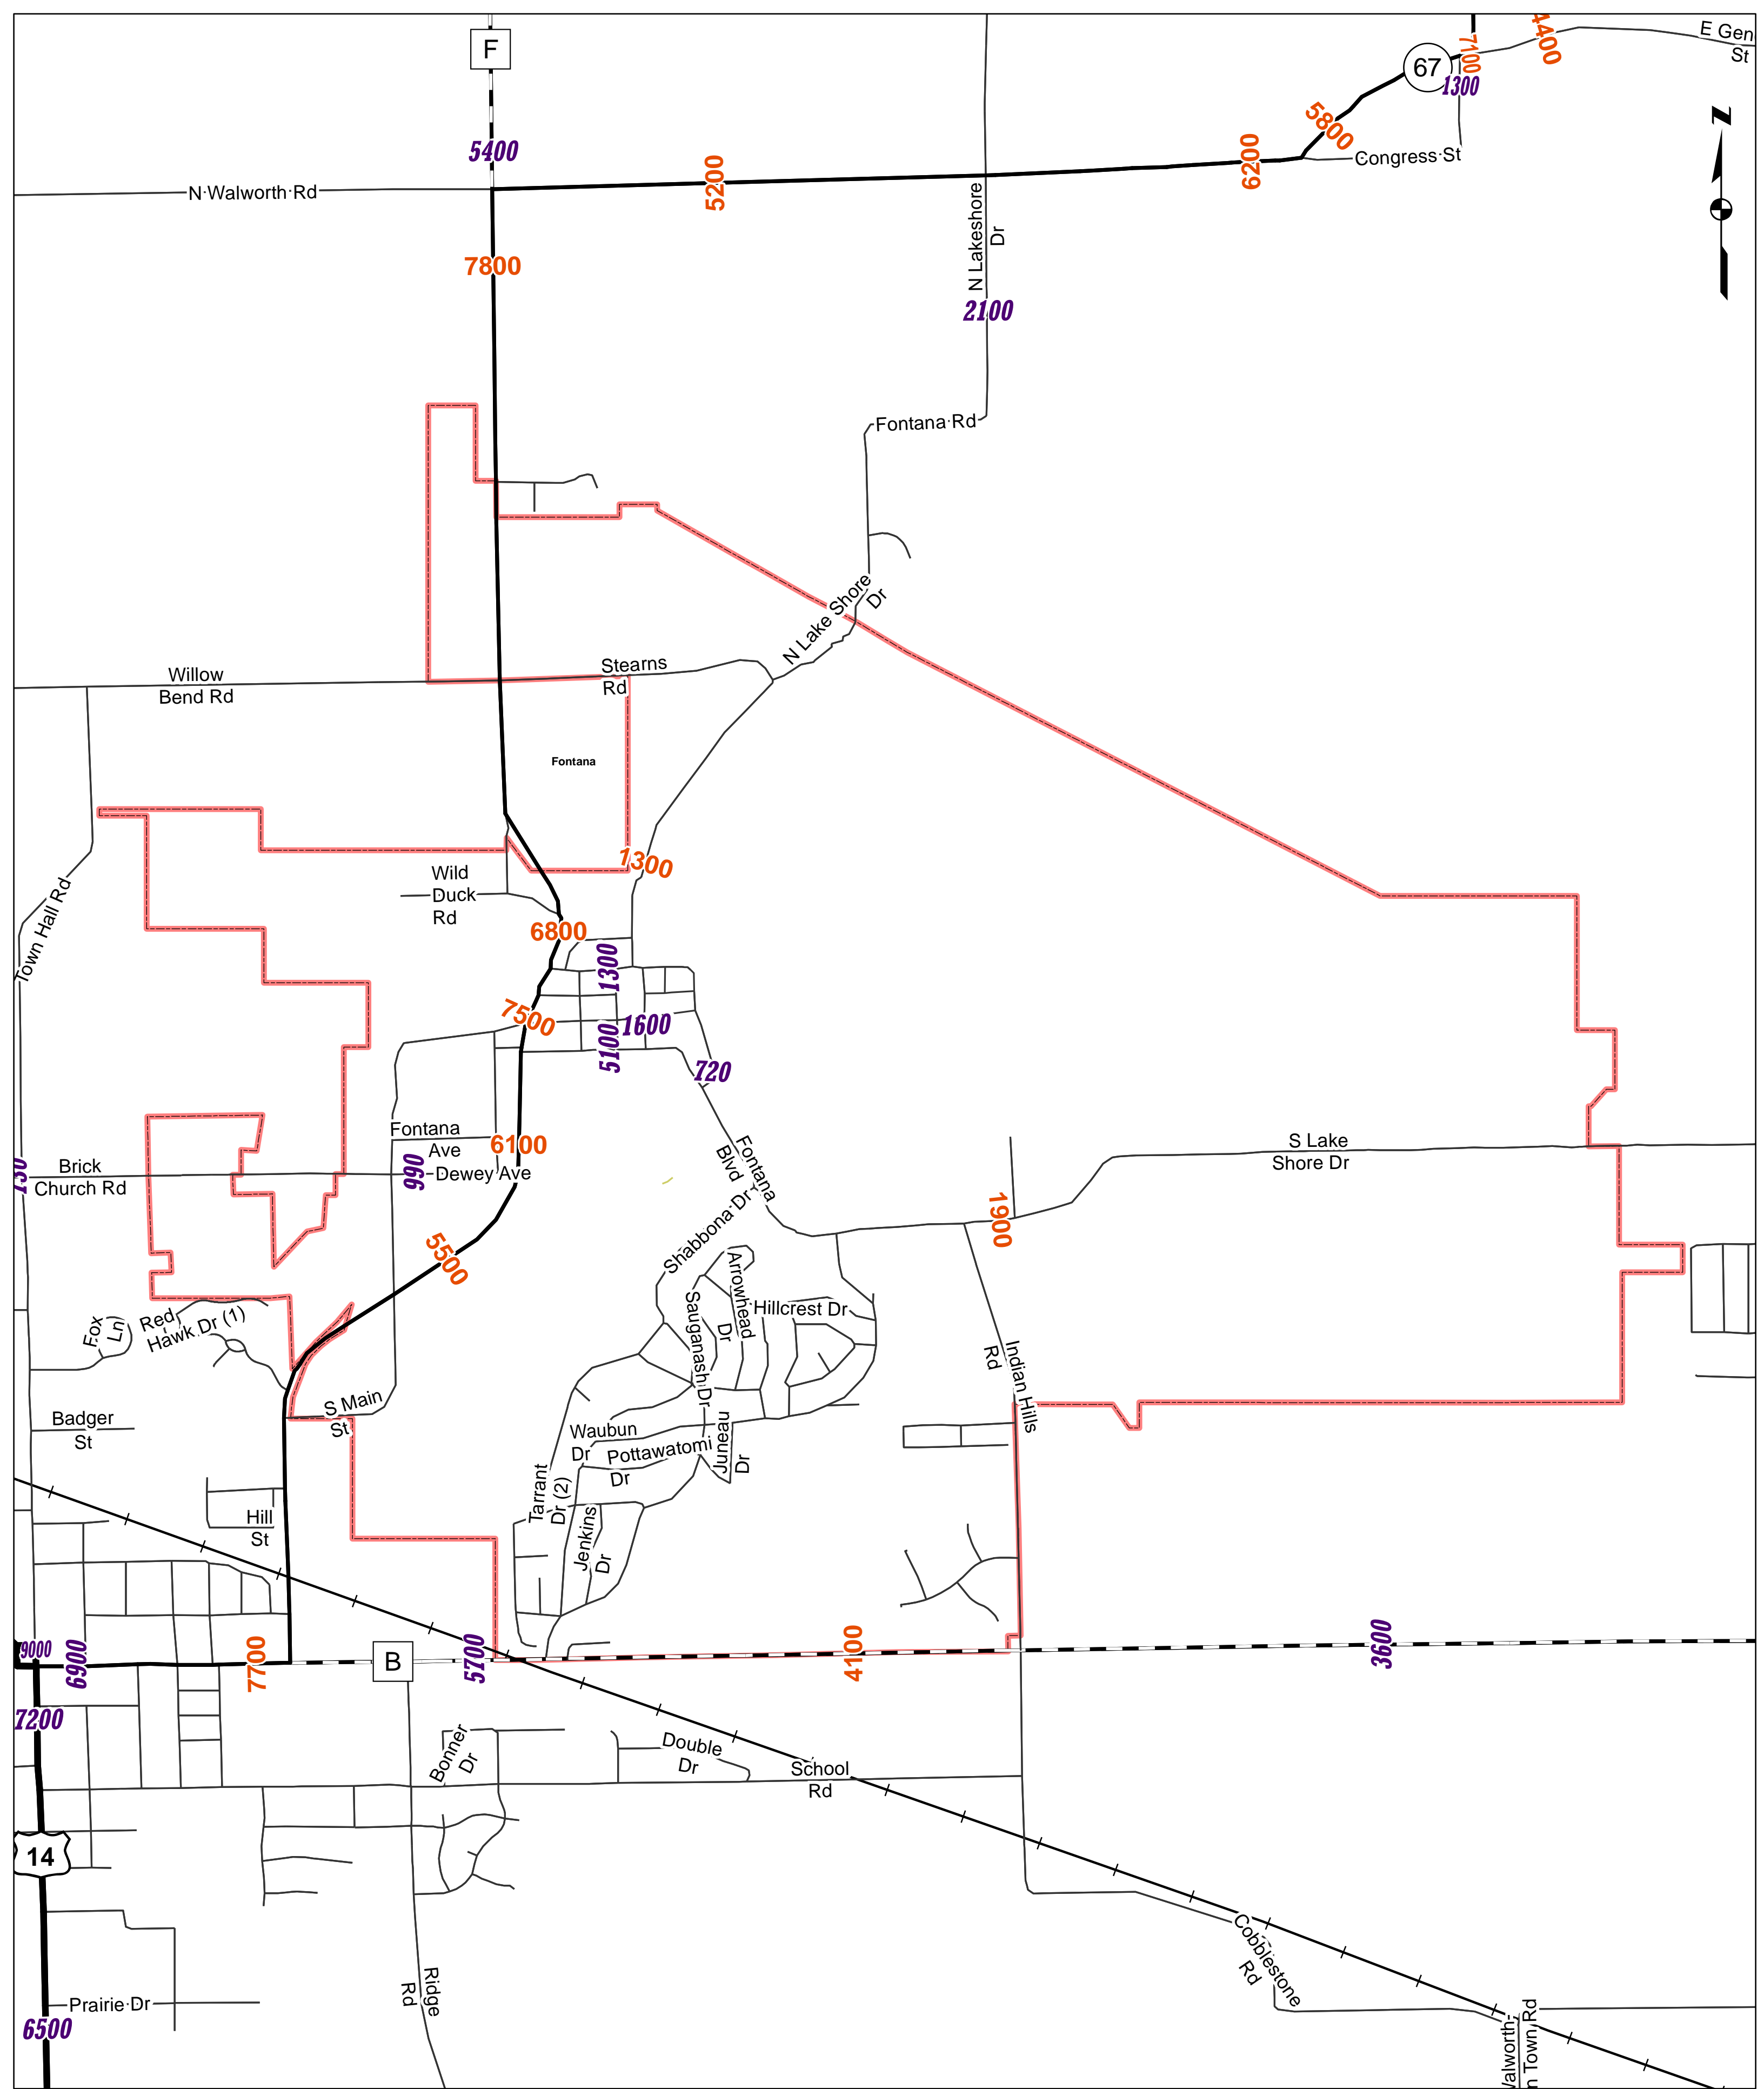 F
67
7100
1300
4400
E Gen
St
z
5400
5800
N Walworth Rd
5200
6200
Congress St
N Lakeshore
Dr
7800
2100
Fontana Rd
N Lake Shore
Dr
Willow
Bend Rd
Stearns
Rd
Fontana
1300
Wild
Duck
Rd
Town Hall Rd
6800
1300
7500
1600
5100
720
Fontana
Ave
6100
Brick
Church Rd
990
Dewey Ave
Fontana
Blvd
S Lake
Shore Dr
Shabbona Dr
1900
5500
Arrowhead
Dr
Sauganash Dr
Hillcrest Dr
Fox
Ln
Red
Hawk Dr (1)
Indian Hills
Rd
S Main
St
Badger
St
Waubun
Dr
Pottawatomi
Dr
Juneau
Dr
Tarrant
Dr (2)
Jenkins
Dr
Hill
St
9000
6900
7700
B
5700
4100
3600
7200
Bonner
Dr
Double
Dr
School
Rd
14
Ridge
Rd
Cobblestone
Rd
Prairie Dr
6500
Walworth-
n Town Rd